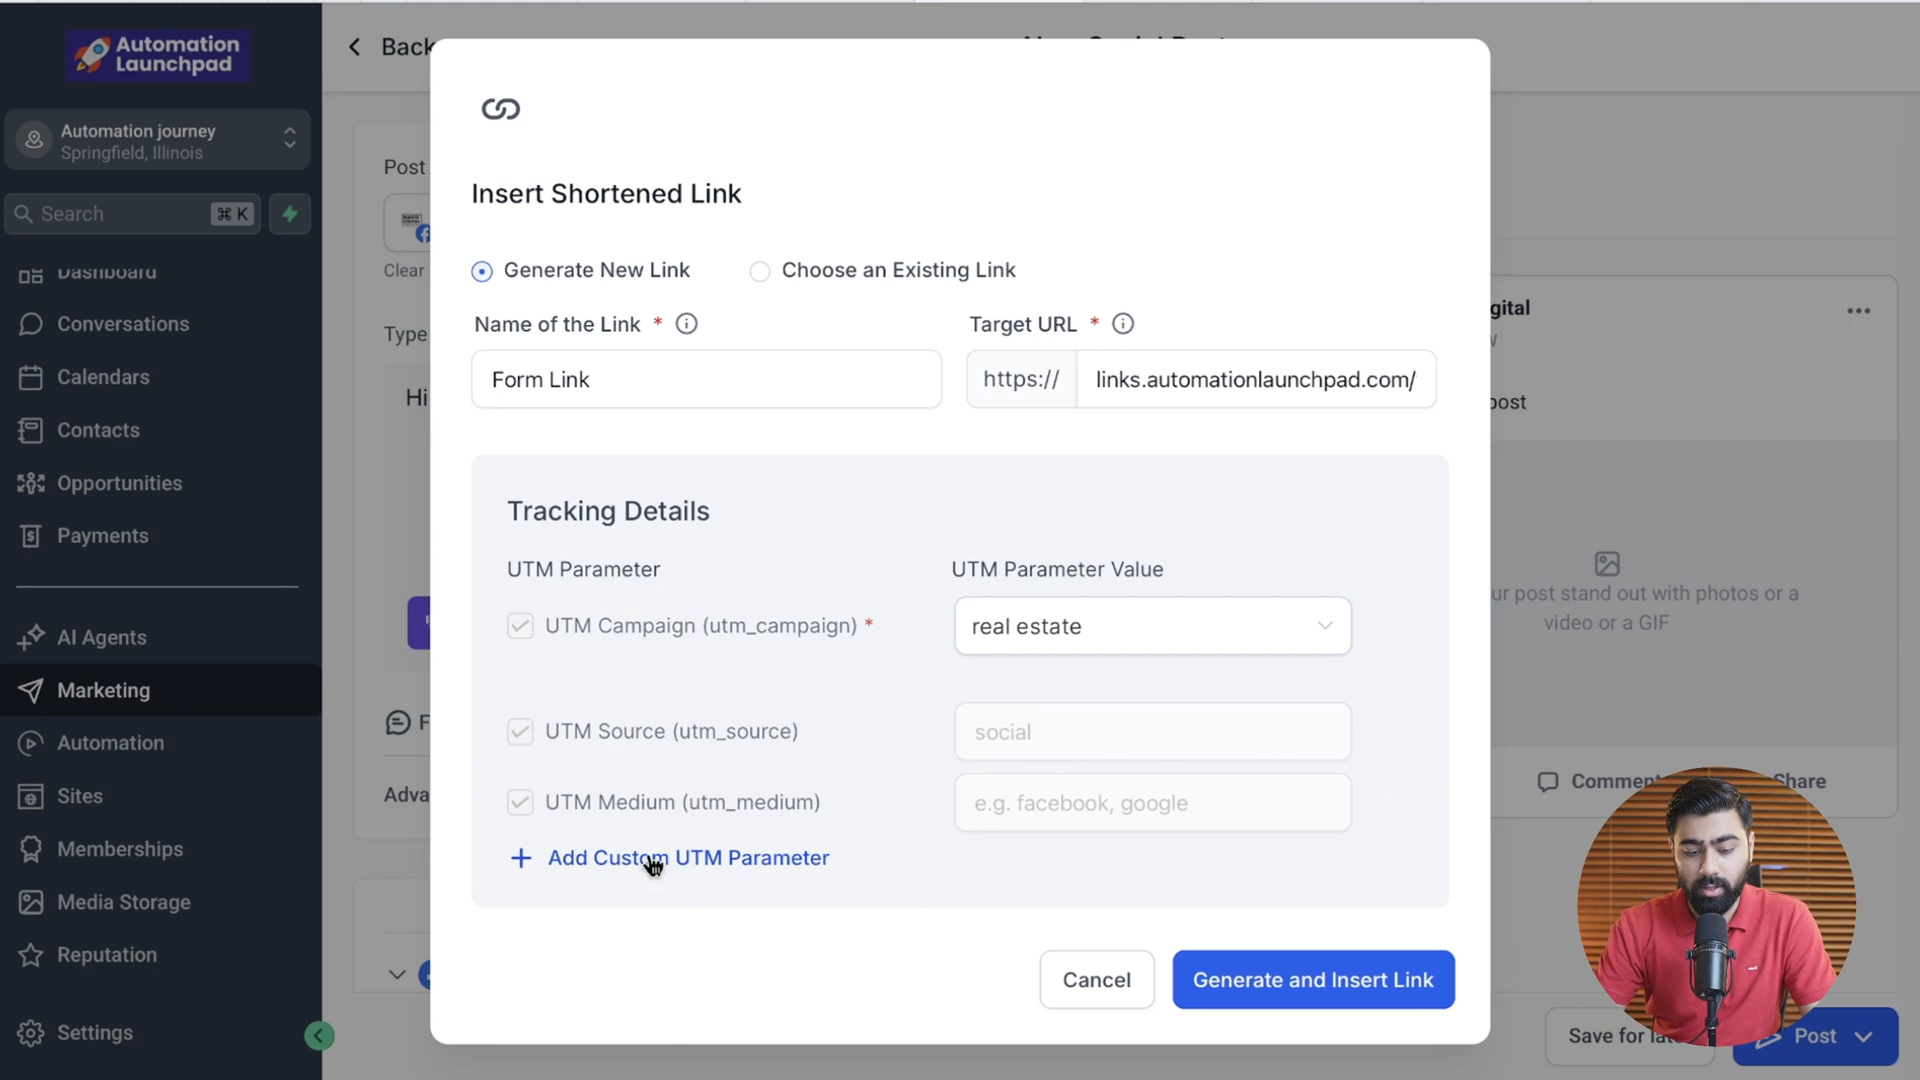 Automation
Launchpad
Automation journey
Springfield, Illinois
Search
⌘ K
Dashboard
Conversations
Calendars
Contacts
Opportunities
Payments
AI Agents
Marketing
Automation
Sites
Memberships
Media Storage
Reputation
Settings
Back
Post
Clear
Type
Hi
F
Adva
Insert Shortened Link
Generate New Link
Choose an Existing Link
Name of the Link *
Target URL *
Form Link
https://
links.automationlaunchpad.com/
Tracking Details
UTM Parameter
UTM Parameter Value
UTM Campaign (utm_campaign) *
real estate
UTM Source (utm_source)
social
UTM Medium (utm_medium)
e.g. facebook, google
+ Add Custom UTM Parameter
Cancel
Generate and Insert Link
gital
post
ur post stand out with photos or a
video or a GIF
Comment
hare
Save for lat
Post